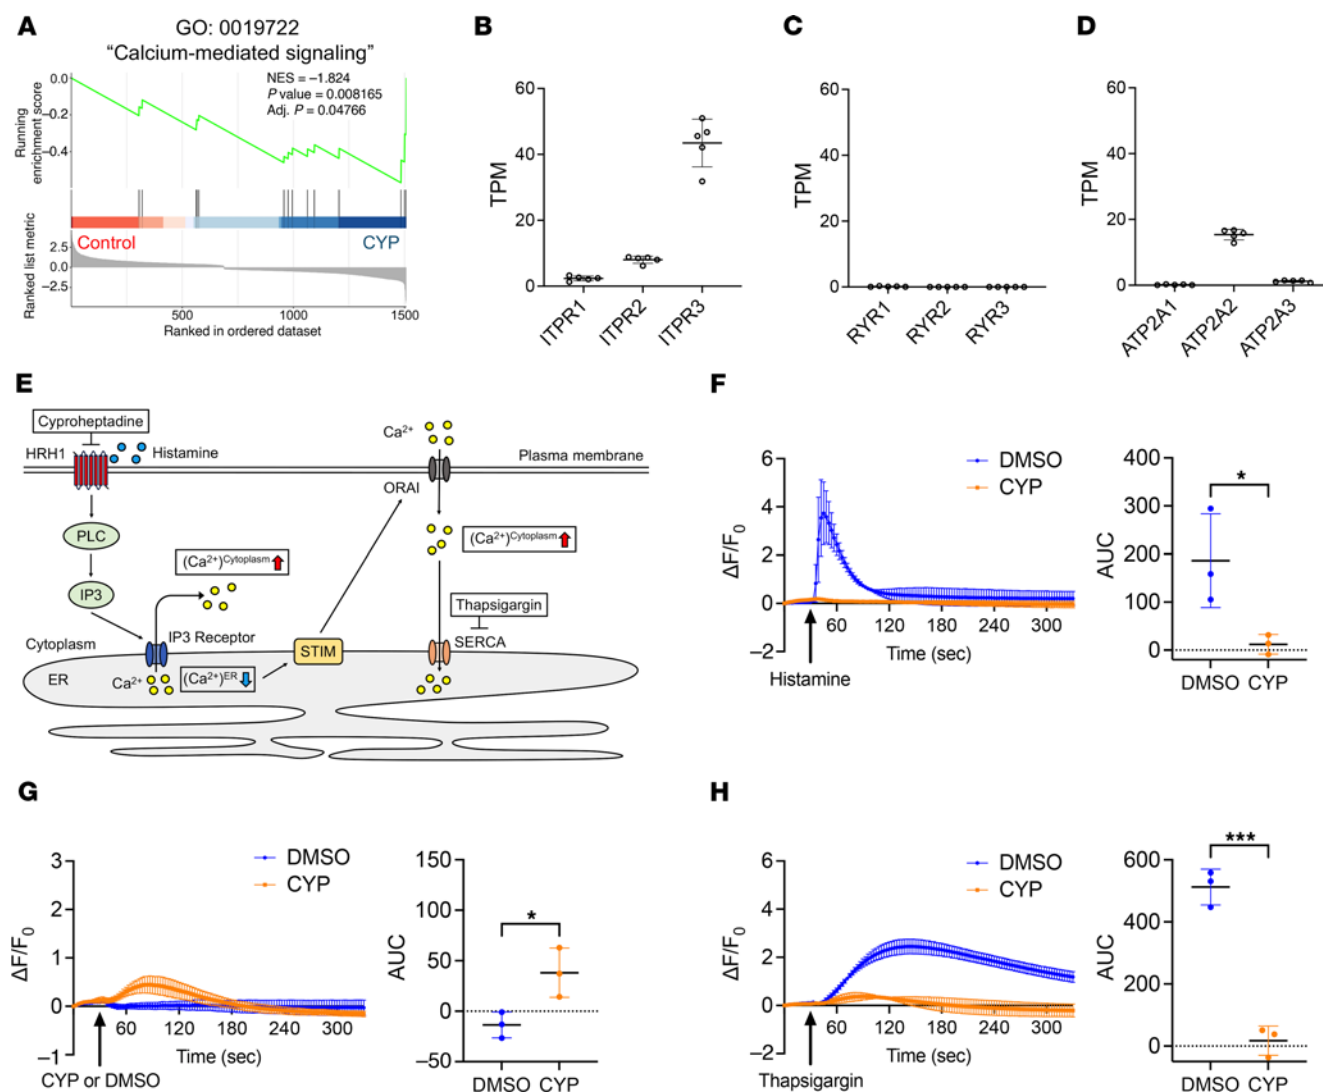 A
GO: 0019722
“Calcium-mediated signaling”
NES = –1.824
P value = 0.008165
Adj. P = 0.04766
Running enrichment score
0.0
–0.2
–0.4
Control
CYP
Ranked list metric
2.5
0.0
–2.5
500
1000
1500
Ranked in ordered dataset
B
TPM
60
40
20
0
ITPR1
ITPR2
ITPR3
C
TPM
60
40
20
0
RYR1
RYR2
RYR3
D
TPM
60
40
20
0
ATP2A1
ATP2A2
ATP2A3
E
Cyproheptadine
HRH1
Histamine
Ca2+
Plasma membrane
ORAI
PLC
(Ca2+)Cytoplasm
(Ca2+)Cytoplasm
IP3
Thapsigargin
Cytoplasm
IP3 Receptor
STIM
SERCA
ER
Ca2+
(Ca2+)ER
F
DMSO
CYP
ΔF/F0
6
4
2
0
–2
60
120
180
240
300
Time (sec)
Histamine
AUC
400
300
200
100
0
*
DMSO
CYP
G
DMSO
CYP
ΔF/F0
3
2
1
0
–1
60
120
180
240
300
Time (sec)
CYP or DMSO
AUC
150
100
50
0
–50
*
DMSO
CYP
H
DMSO
CYP
ΔF/F0
6
4
2
0
–2
60
120
180
240
300
Time (sec)
Thapsigargin
AUC
600
400
200
0
***
DMSO
CYP